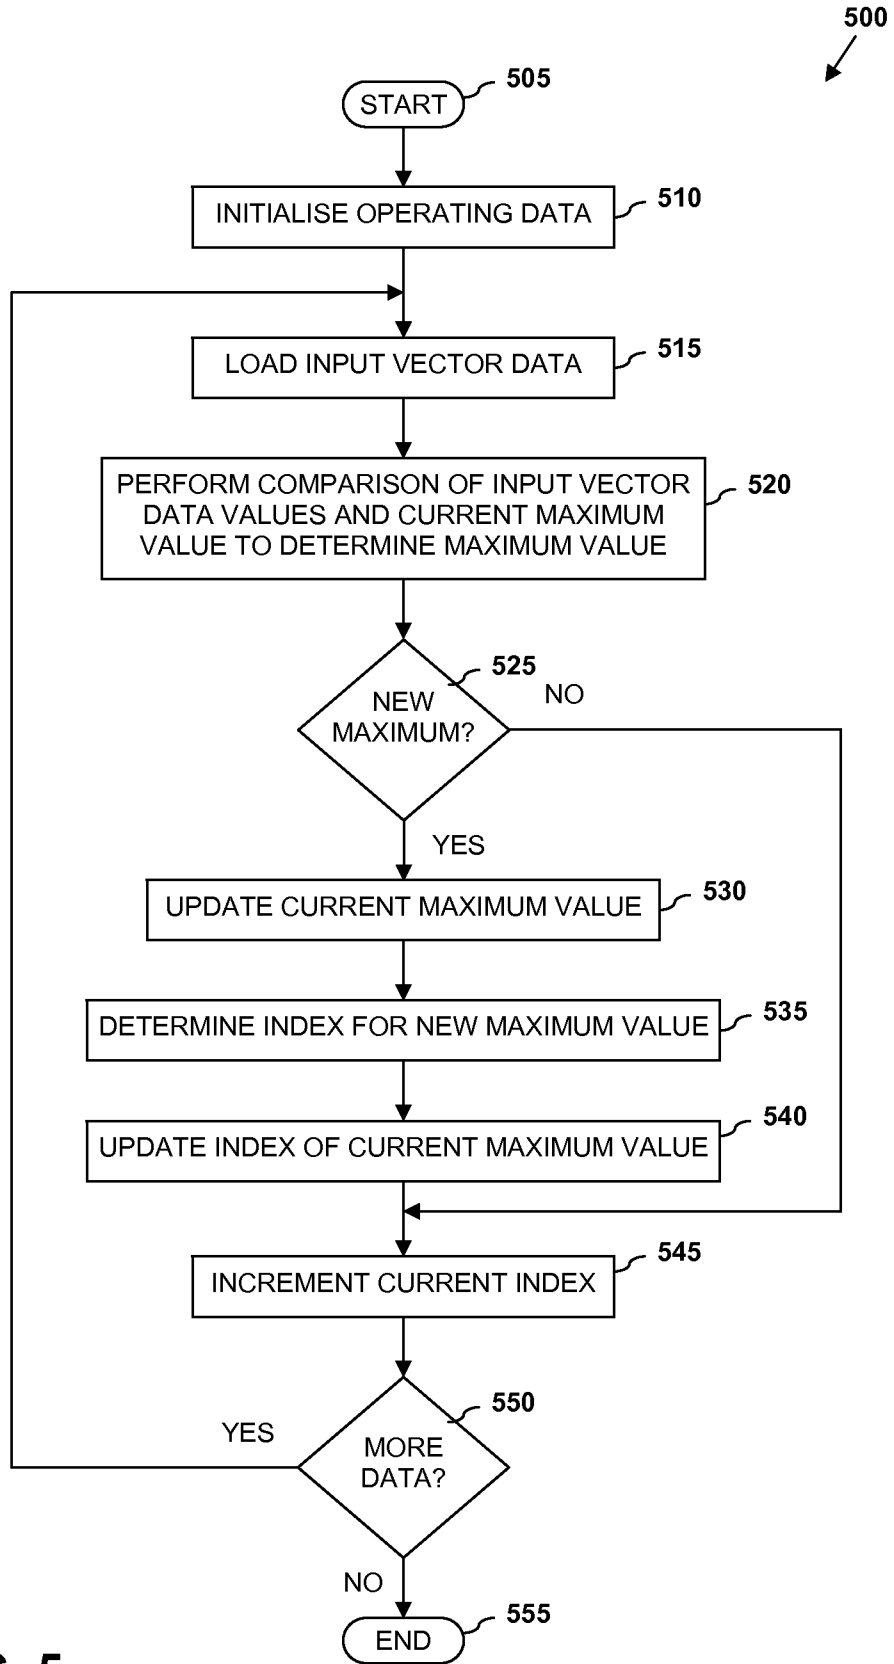 500
START
505
INITIALISE OPERATING DATA
510
LOAD INPUT VECTOR DATA
515
PERFORM COMPARISON OF INPUT VECTOR
DATA VALUES AND CURRENT MAXIMUM
VALUE TO DETERMINE MAXIMUM VALUE
520
NEW
MAXIMUM?
525
NO
YES
UPDATE CURRENT MAXIMUM VALUE
530
DETERMINE INDEX FOR NEW MAXIMUM VALUE
535
UPDATE INDEX OF CURRENT MAXIMUM VALUE
540
INCREMENT CURRENT INDEX
545
MORE
DATA?
550
YES
NO
END
555